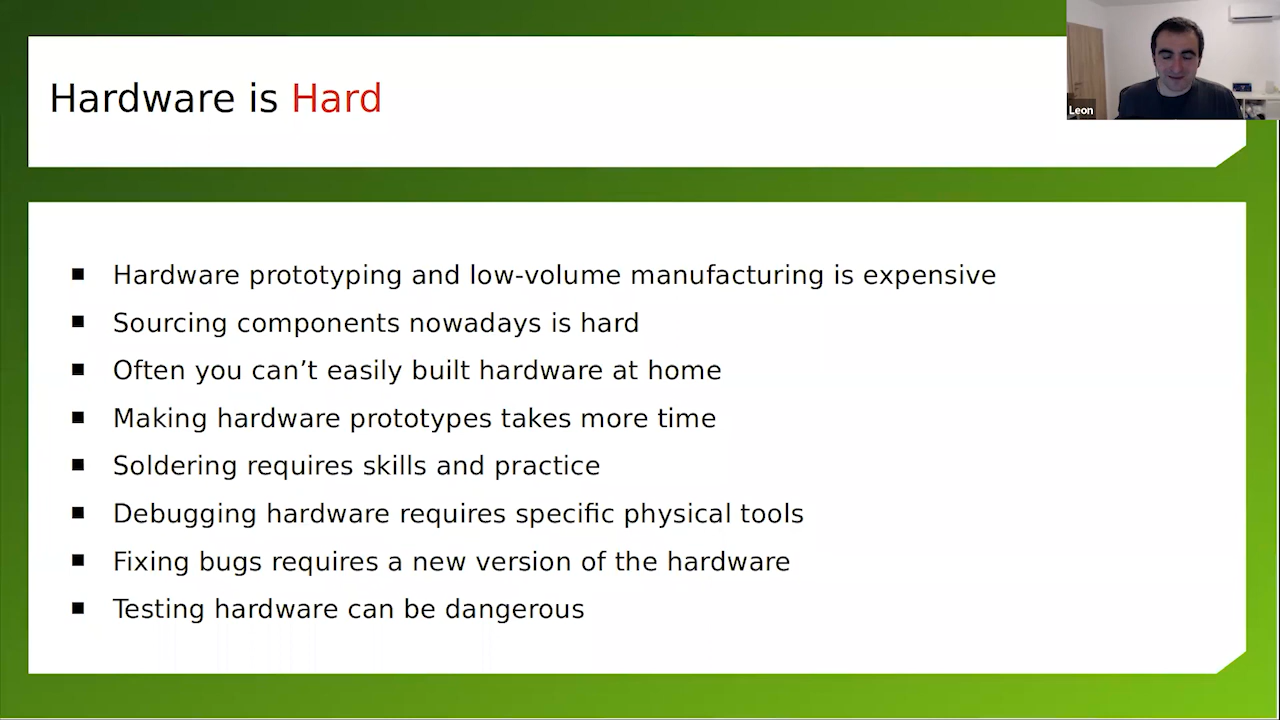 Hardware is Hard
Leon
■ Hardware prototyping and low-volume manufacturing is expensive
■ Sourcing components nowadays is hard
■ Often you can’t easily built hardware at home
■ Making hardware prototypes takes more time
■ Soldering requires skills and practice
■ Debugging hardware requires specific physical tools
■ Fixing bugs requires a new version of the hardware
■ Testing hardware can be dangerous